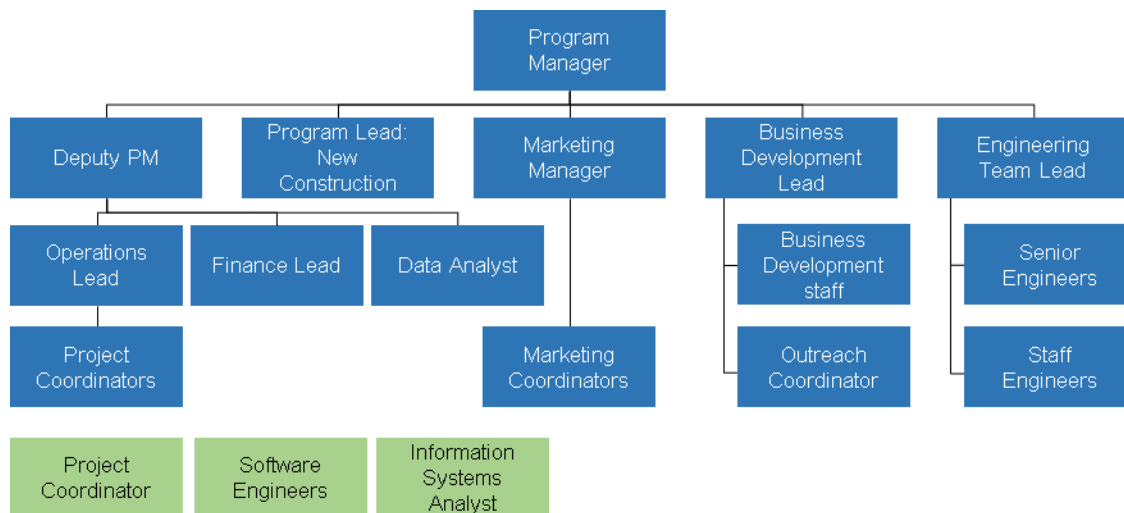 Program
Manager
Deputy PM
Program Lead:
New
Construction
Marketing
Manager
Business
Development
Lead
Engineering
Team Lead
Operations
Lead
Finance Lead
Data Analyst
Business
Development
staff
Senior
Engineers
Project
Coordinators
Marketing
Coordinators
Outreach
Coordinator
Staff
Engineers
Project
Coordinator
Software
Engineers
Information
Systems
Analyst